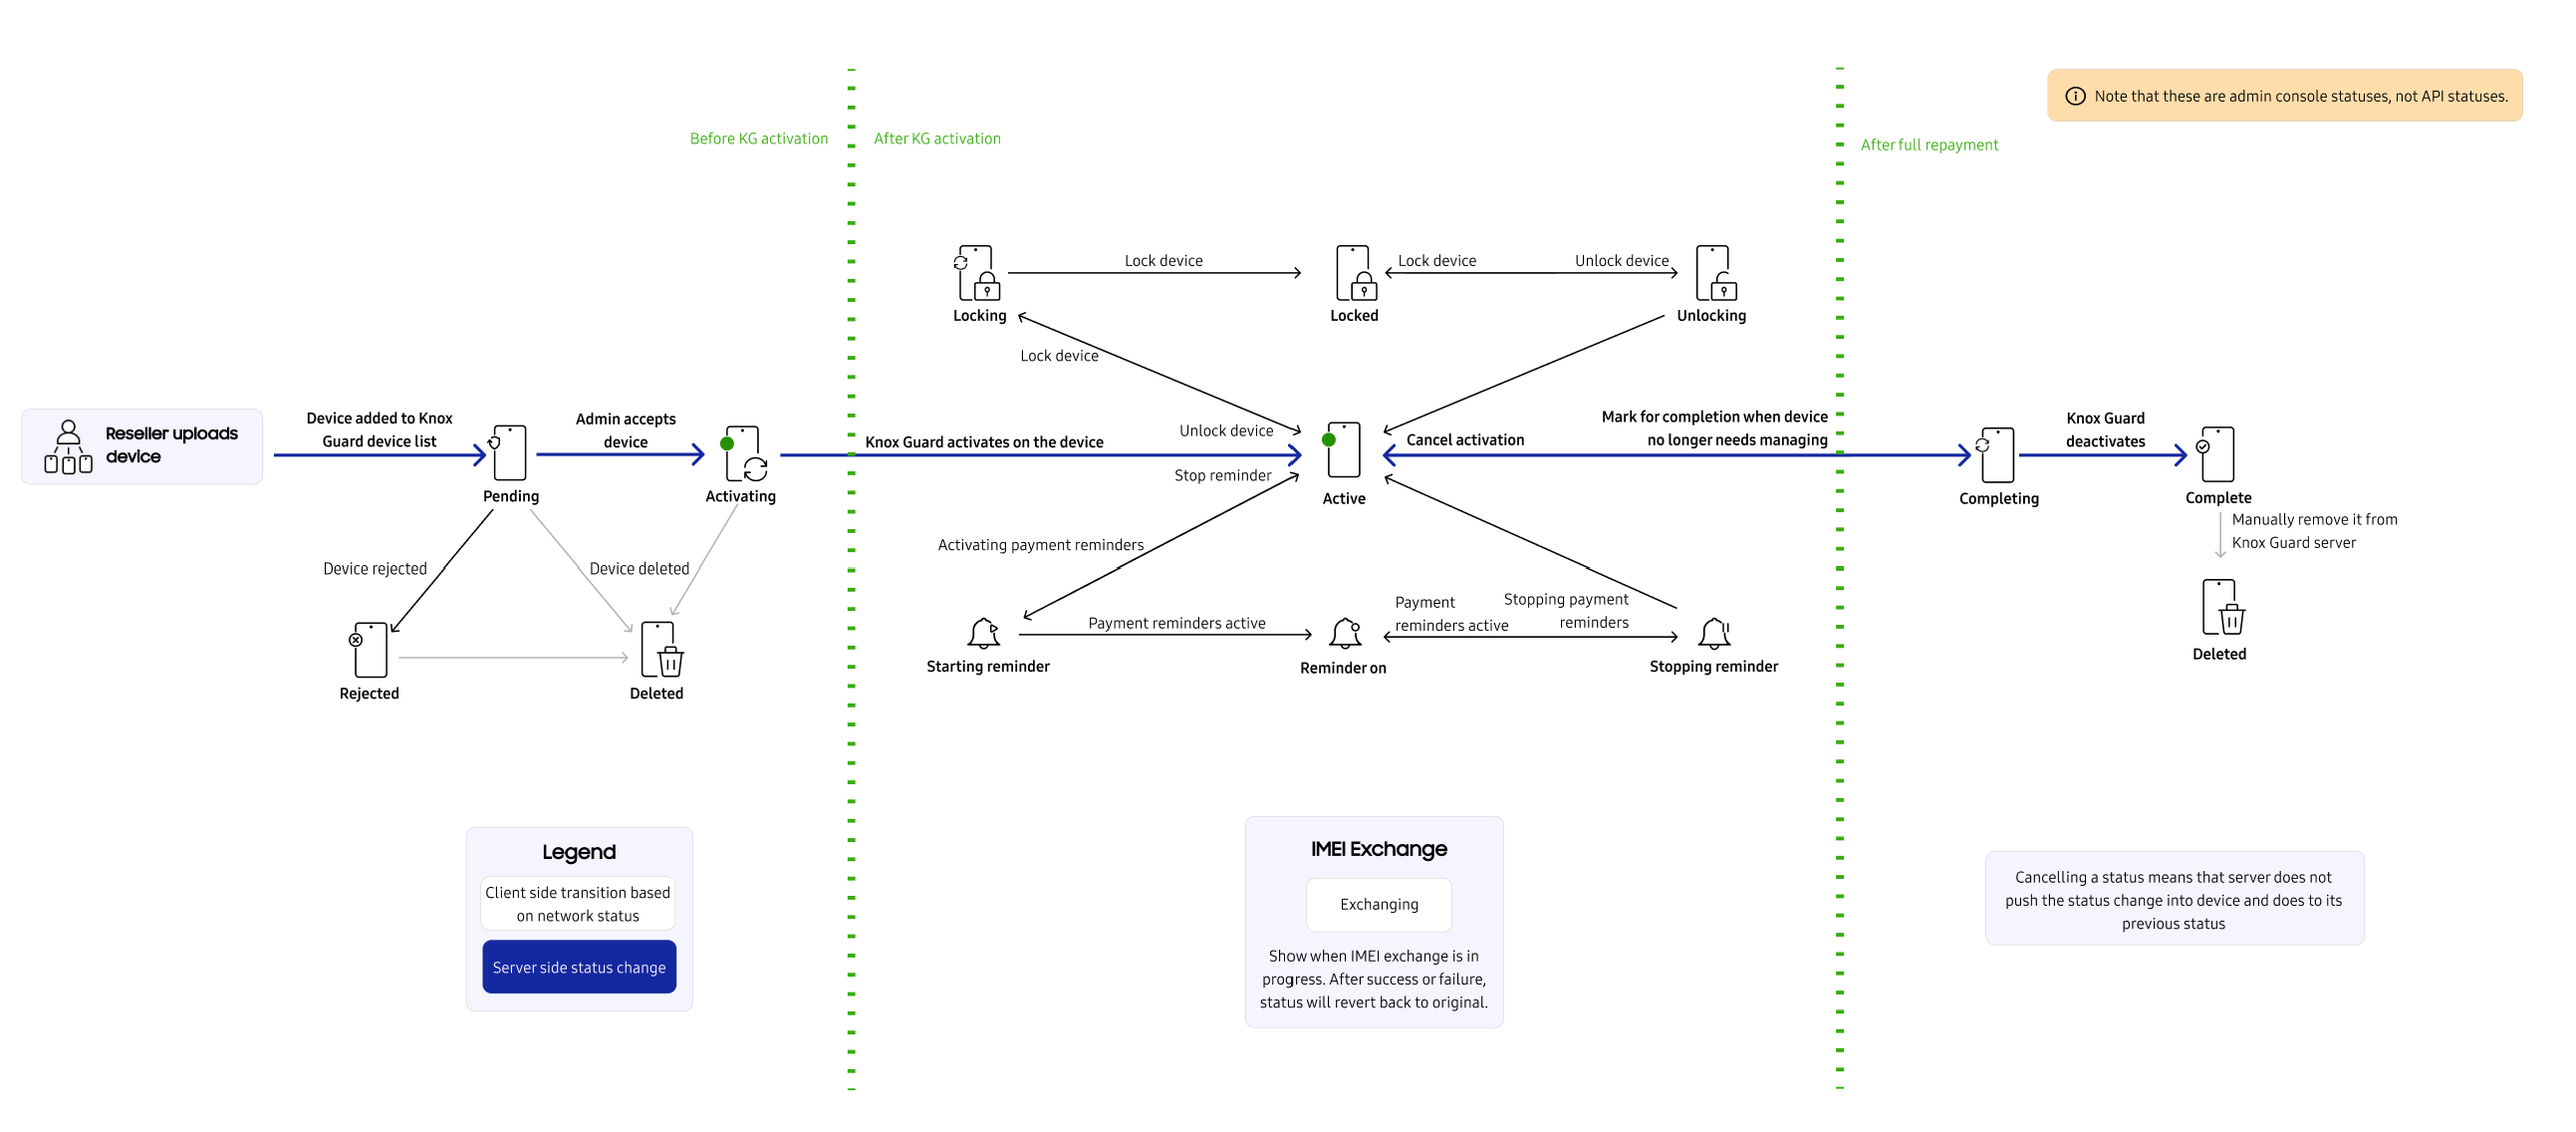 Note that these are admin console statuses, not API statuses.
Before KG activation
After KG activation
After full repayment
Lock device
Lock device
Unlock device
Locking
Locked
Unlocking
Lock device
Reseller uploads
device
Device added to Knox
Guard device list
Admin accepts
device
Knox Guard activates on the device
Unlock device
Stop reminder
Cancel activation
Mark for completion when device
no longer needs managing
Knox Guard
deactivates
Pending
Activating
Active
Completing
Complete
Manually remove it from
Knox Guard server
Device rejected
Device deleted
Activating payment reminders
Payment reminders active
Payment
reminders active
Stopping payment
reminders
Rejected
Deleted
Starting reminder
Reminder on
Stopping reminder
Deleted
Legend
Client side transition based
on network status
Server side status change
IMEI Exchange
Exchanging
Show when IMEI exchange is in
progress. After success or failure,
status will revert back to original.
Cancelling a status means that server does not
push the status change into device and does to its
previous status